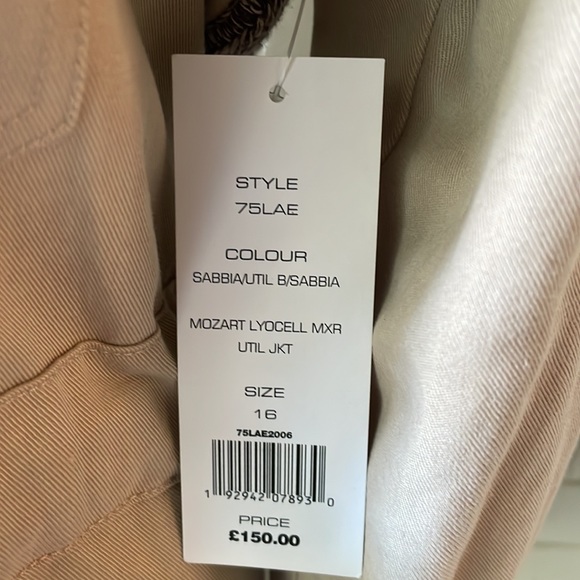 STYLE
75LAE
COLOUR
SABBIA/UTIL B/SABBIA
MOZART LYOCELL MXR
UTIL JKT
SIZE
16
75LAE2006
1 92942 07893 0
PRICE
£150.00